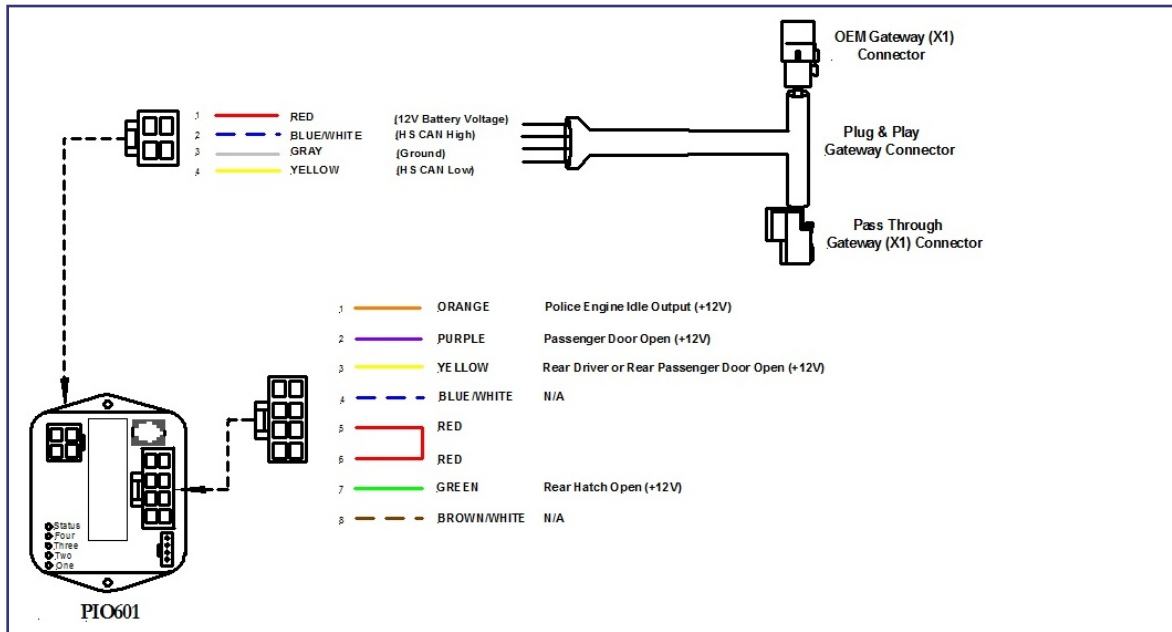 OEM Gateway (X1)
Connector
1 RED (12V Battery Voltage)
2 BLUE/WHITE (HS CAN High)
3 GRAY (Ground)
4 YELLOW (HS CAN Low)
Plug & Play
Gateway Connector
Pass Through
Gateway (X1) Connector
1 ORANGE Police Engine Idle Output (+12V)
2 PURPLE Passenger Door Open (+12V)
3 YELLOW Rear Driver or Rear Passenger Door Open (+12V)
4 BLUE/WHITE N/A
5 RED
6 RED
7 GREEN Rear Hatch Open (+12V)
8 BROWN/WHITE N/A
Status
Four
Three
Two
One
PIO601